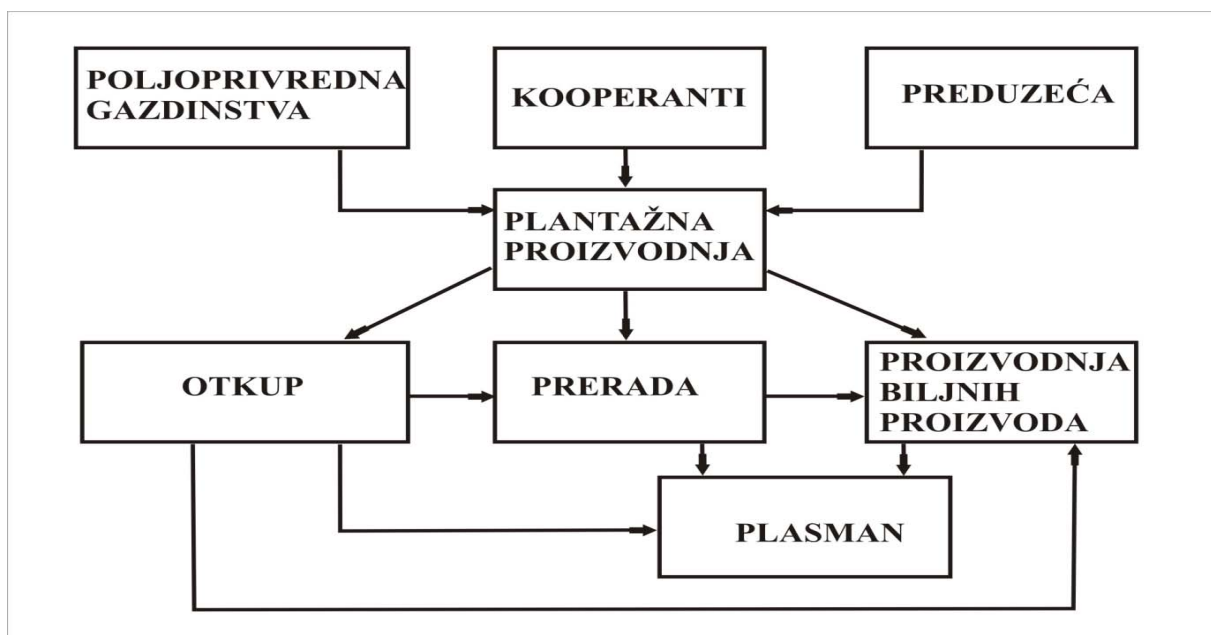 POLJOPRIVREDNA
GAZDINSTVA
KOOPERANTI
PREDUZEĆA
PLANTAŽNA
PROIZVODNJA
OTKUP
PRERADA
PROIZVODNJA
BILJNIH
PROIZVODA
PLASMAN